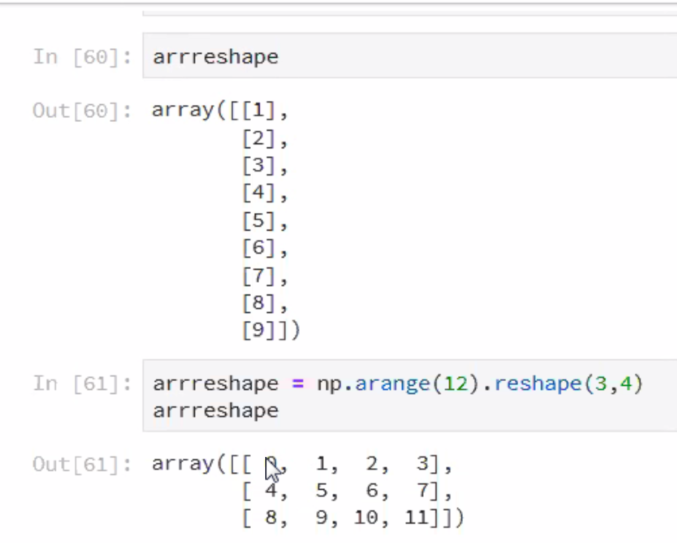 In [60]: arrreshape
Out[60]: array([[1],
[2],
[3],
[4],
[5],
[6],
[7],
[8],
[9]])
In [61]: arrreshape = np.arange(12).reshape(3,4)
arrreshape
Out[61]: array([[ 0, 1, 2, 3],
[ 4, 5, 6, 7],
[ 8, 9, 10, 11]])